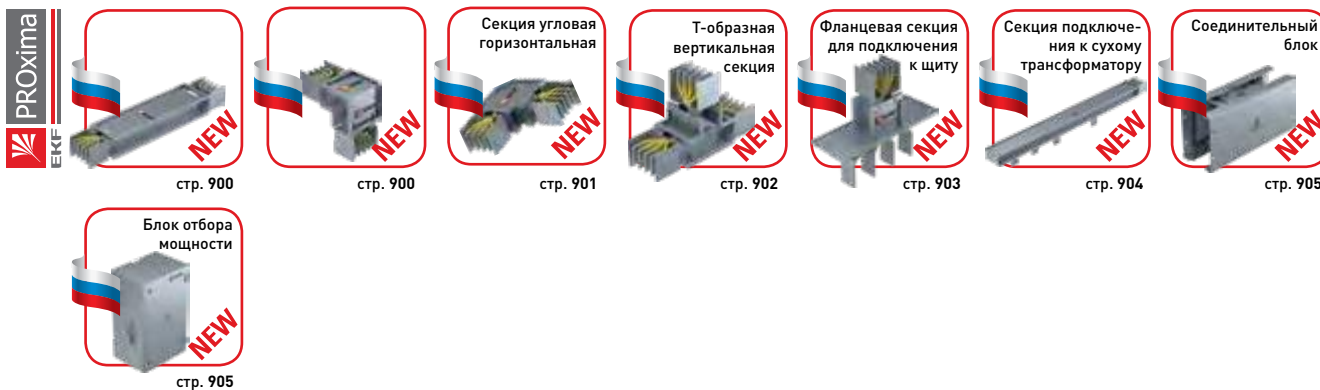 PROxima
EKF
NEW
стр. 900
NEW
стр. 900
Секция угловая
горизонтальная
NEW
стр. 901
Т-образная
вертикальная
секция
NEW
стр. 902
Фланцевая секция
для подключения
к щиту
NEW
стр. 903
Секция подключе-
ния к сухому
трансформатору
NEW
стр. 904
Соединительный
блок
NEW
стр. 905
Блок отбора
мощности
NEW
стр. 905